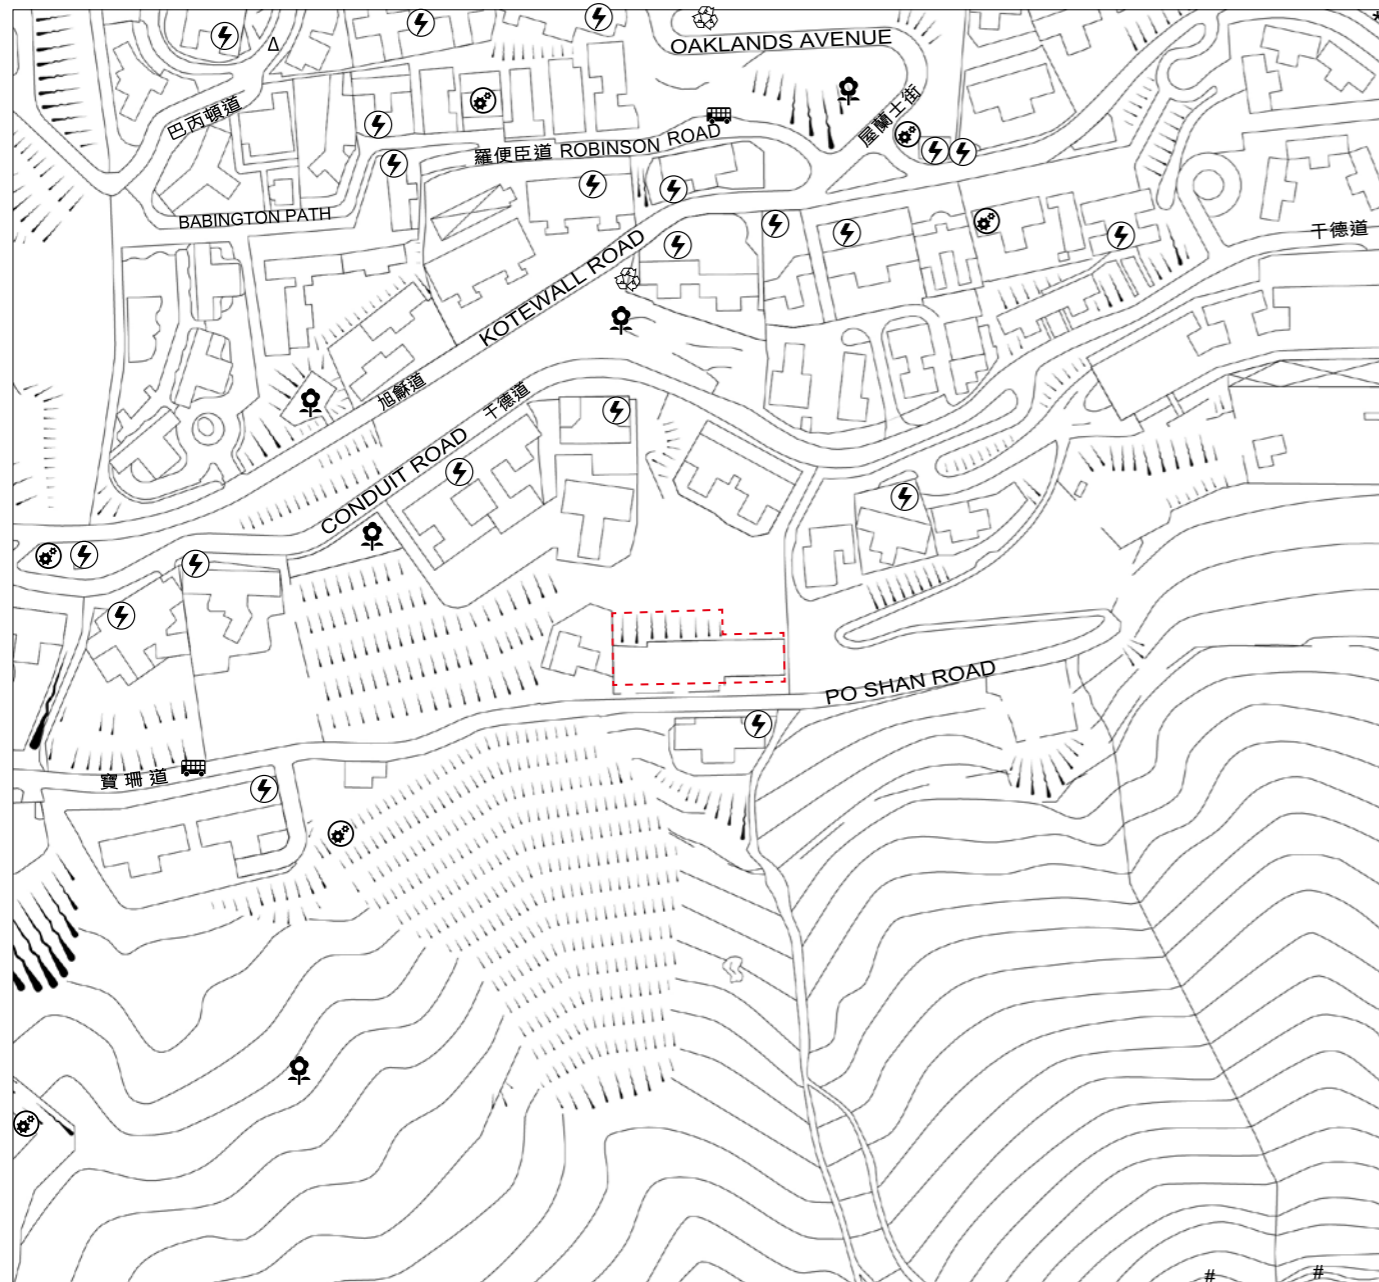 OAKLANDS AVENUE
巴丙頓道
屋蘭士街
羅便臣道 ROBINSON ROAD
BABINGTON PATH
干德道
KOTEWALL ROAD
旭龢道
干德道
CONDUIT ROAD
PO SHAN ROAD
寶珊道
#
#